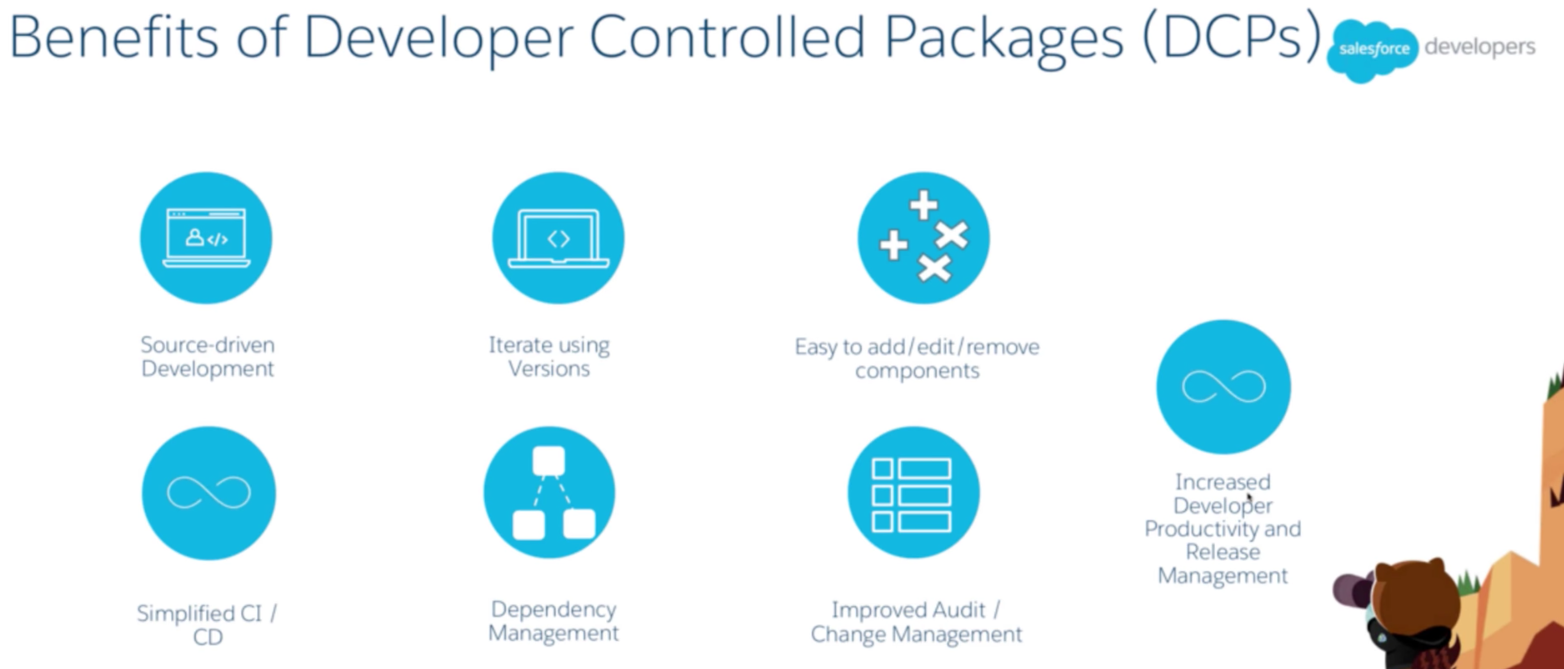 Benefits of Developer Controlled Packages (DCPs)
salesforce developers
Source-driven
Development
Iterate using
Versions
Easy to add/edit/remove
components
Simplified CI /
CD
Dependency
Management
Improved Audit /
Change Management
Increased
Developer
Productivity and
Release
Management